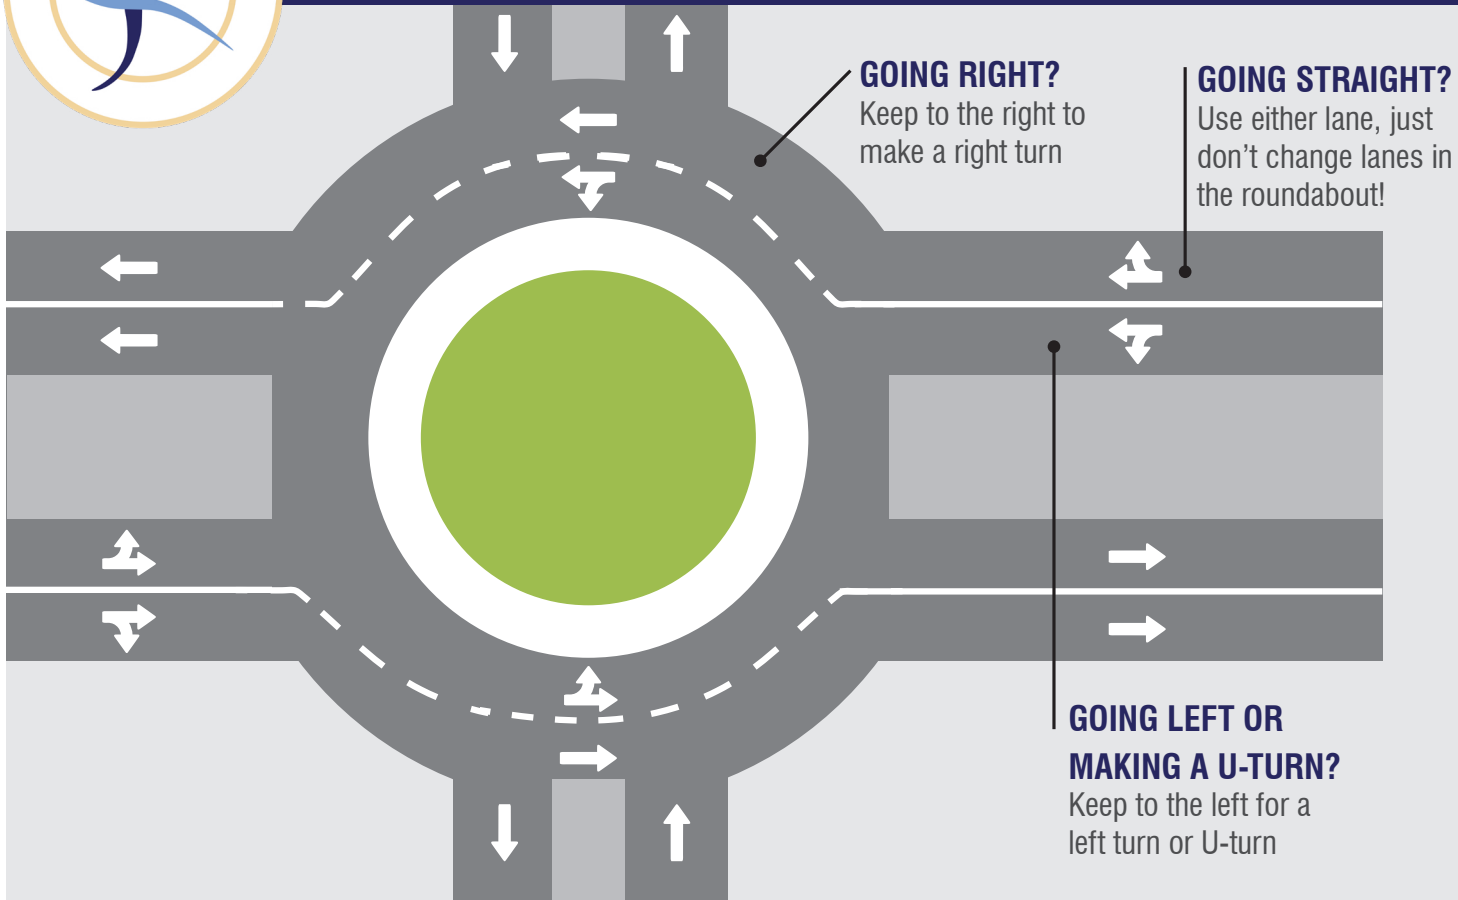 GOING RIGHT?
Keep to the right to
make a right turn
GOING STRAIGHT?
Use either lane, just
don’t change lanes in
the roundabout!
GOING LEFT OR
MAKING A U-TURN?
Keep to the left for a
left turn or U-turn